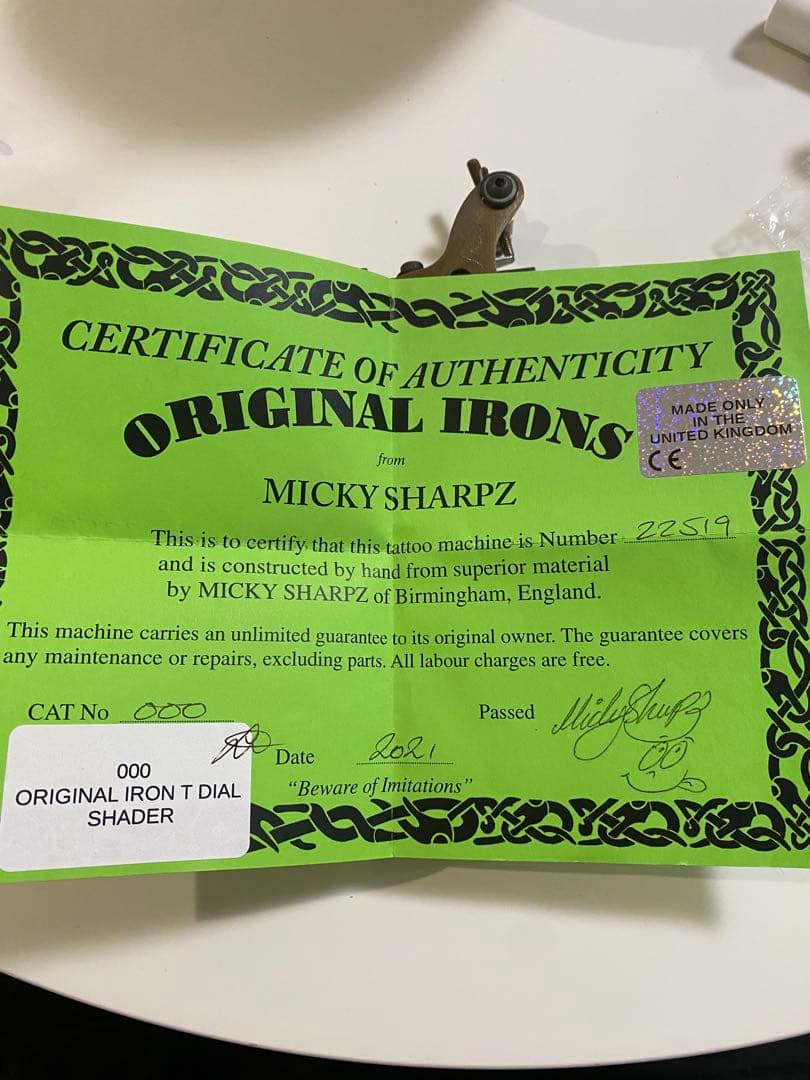 CERTIFICATE OF AUTHENTICITY
ORIGINAL IRONS
from
MICKY SHARPZ
MADE ONLY
IN THE
UNITED KINGDOM
CE
This is to certify that this tattoo machine is Number 22519
and is constructed by hand from superior material
by MICKY SHARPZ of Birmingham, England.
This machine carries an unlimited guarantee to its original owner. The guarantee covers
any maintenance or repairs, excluding parts. All labour charges are free.
CAT No 000
Passed Micky Sharpz
Date 2021
"Beware of Imitations"
000
ORIGINAL IRON T DIAL
SHADER